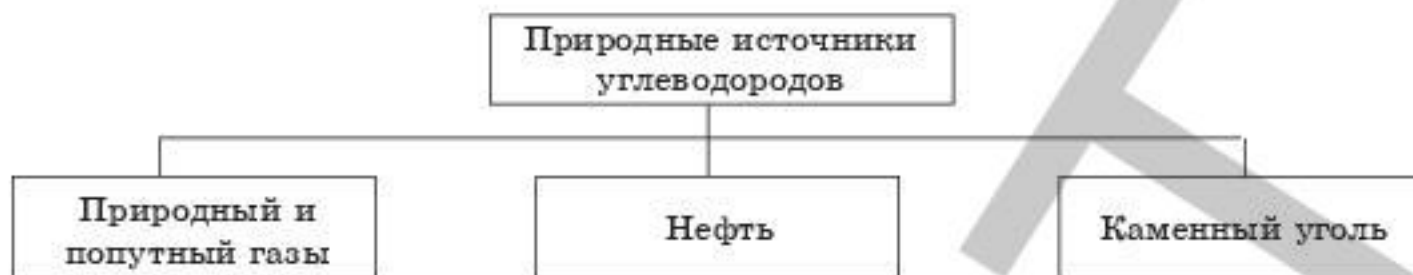 Природные источники
углеводородов
Природный и
попутный газы
Нефть
Каменный уголь